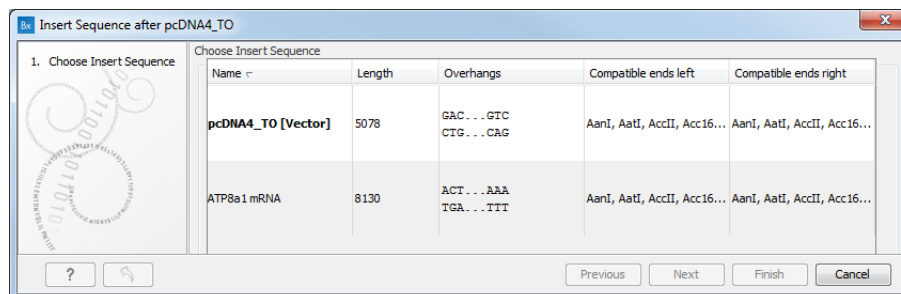 Bx Insert Sequence after pcDNA4_TO
x
1. Choose Insert Sequence
Choose Insert Sequence
Name Length Overhangs Compatible ends left Compatible ends right
pcDNA4_TO [Vector] 5078 GAC...GTC AanI, AatI, AccII, Acc16... AanI, AatI, AccII, Acc16...
CTG...CAG
ATP8a1 mRNA 8130 ACT...AAA AanI, AatI, AccII, Acc16... AanI, AatI, AccII, Acc16...
TGA...TTT
? Previous Next Finish Cancel